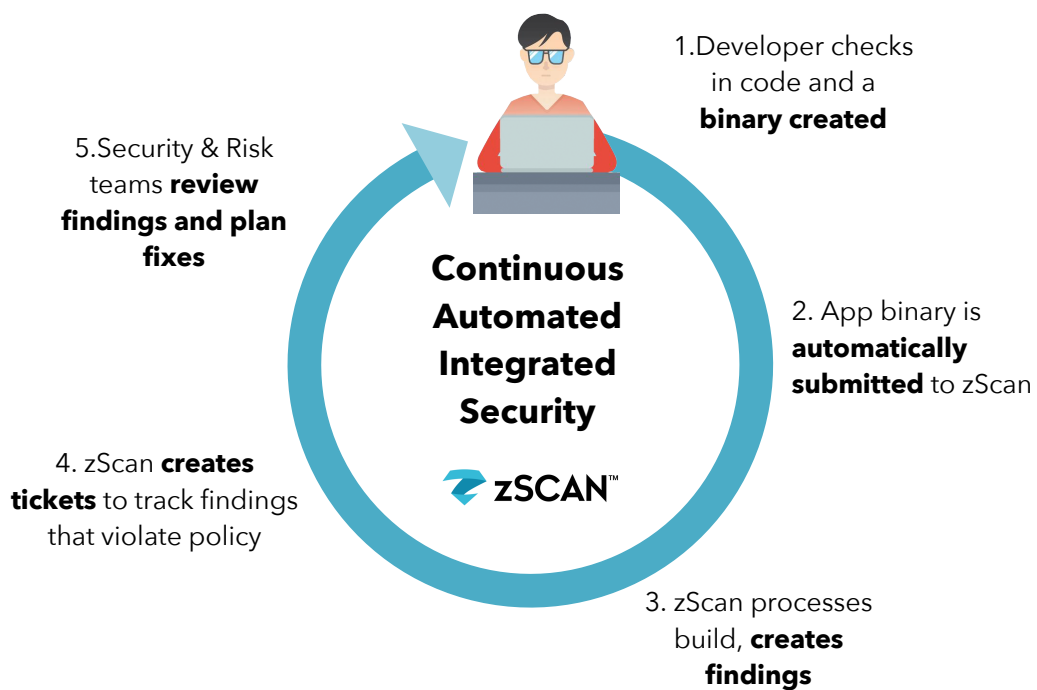 1.Developer checks
in code and a
binary created
2. App binary is
automatically
submitted to zScan
3. zScan processes
build, creates
findings
4. zScan creates
tickets to track findings
that violate policy
5.Security & Risk
teams review
findings and plan
fixes
Continuous
Automated
Integrated
Security
zSCAN™